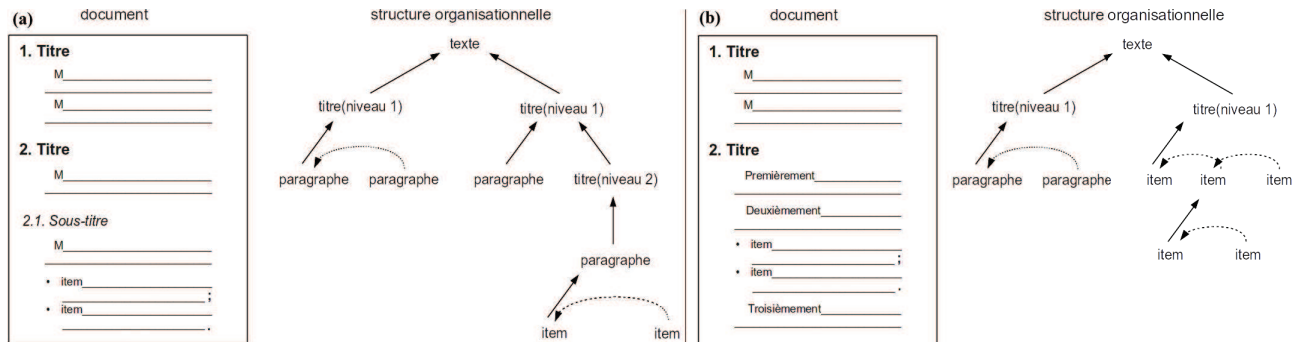 (a)
document
structure organisationnelle
1. Titre
M
M
2. Titre
M
2.1. Sous-titre
M
• item
;
• item
.
texte
titre(niveau 1) titre(niveau 1)
paragraphe paragraphe paragraphe titre(niveau 2)
paragraphe
item item
(b)
document
structure organisationnelle
1. Titre
M
M
2. Titre
Premièrement
Deuxièmement
• item
;
• item
.
Troisièmement
texte
titre(niveau 1) titre(niveau 1)
paragraphe paragraphe item item item
item item